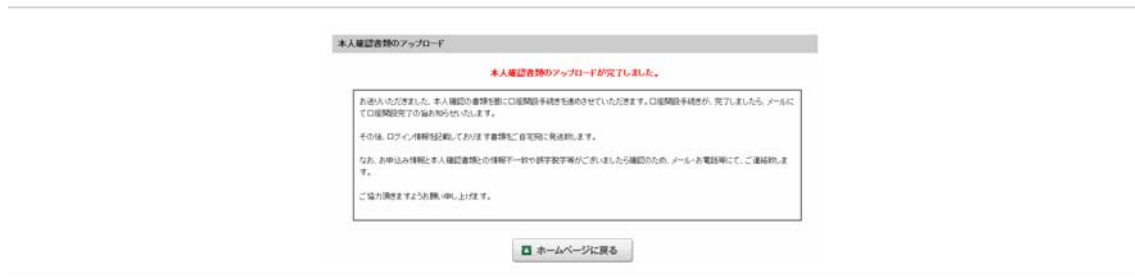 本人確認書類のアップロード
本人確認書類のアップロードが完了しました。
お送りいただきました、本人確認の書類を基に口座開設手続きを進めさせていただきます。口座開設手続きが、完了しましたら、メールに
て口座開設完了の旨お知らせいたします。
その後、ログイン情報を記載しております書類をご自宅宛に発送致します。
なお、お申込み情報と本人確認書類との情報不一致や誤字脱字等がございましたら確認のため、メール・お電話等にて、ご連絡致しま
す。
ご協力頂きますようお願い申し上げます。
ホームページに戻る